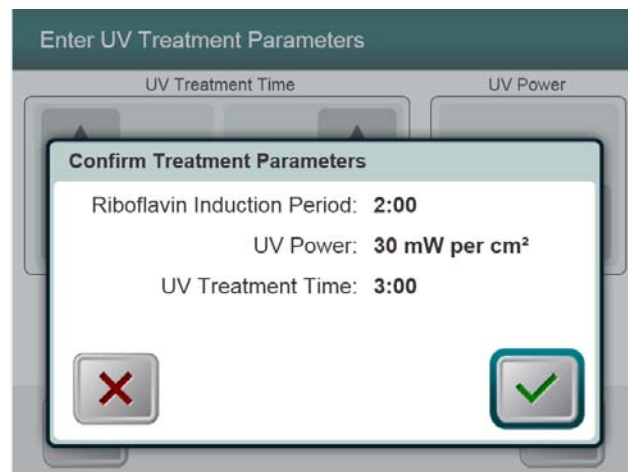 Enter UV Treatment Parameters
UV Treatment Time
UV Power
Confirm Treatment Parameters
Riboflavin Induction Period: 2:00
UV Power: 30 mW per cm²
UV Treatment Time: 3:00